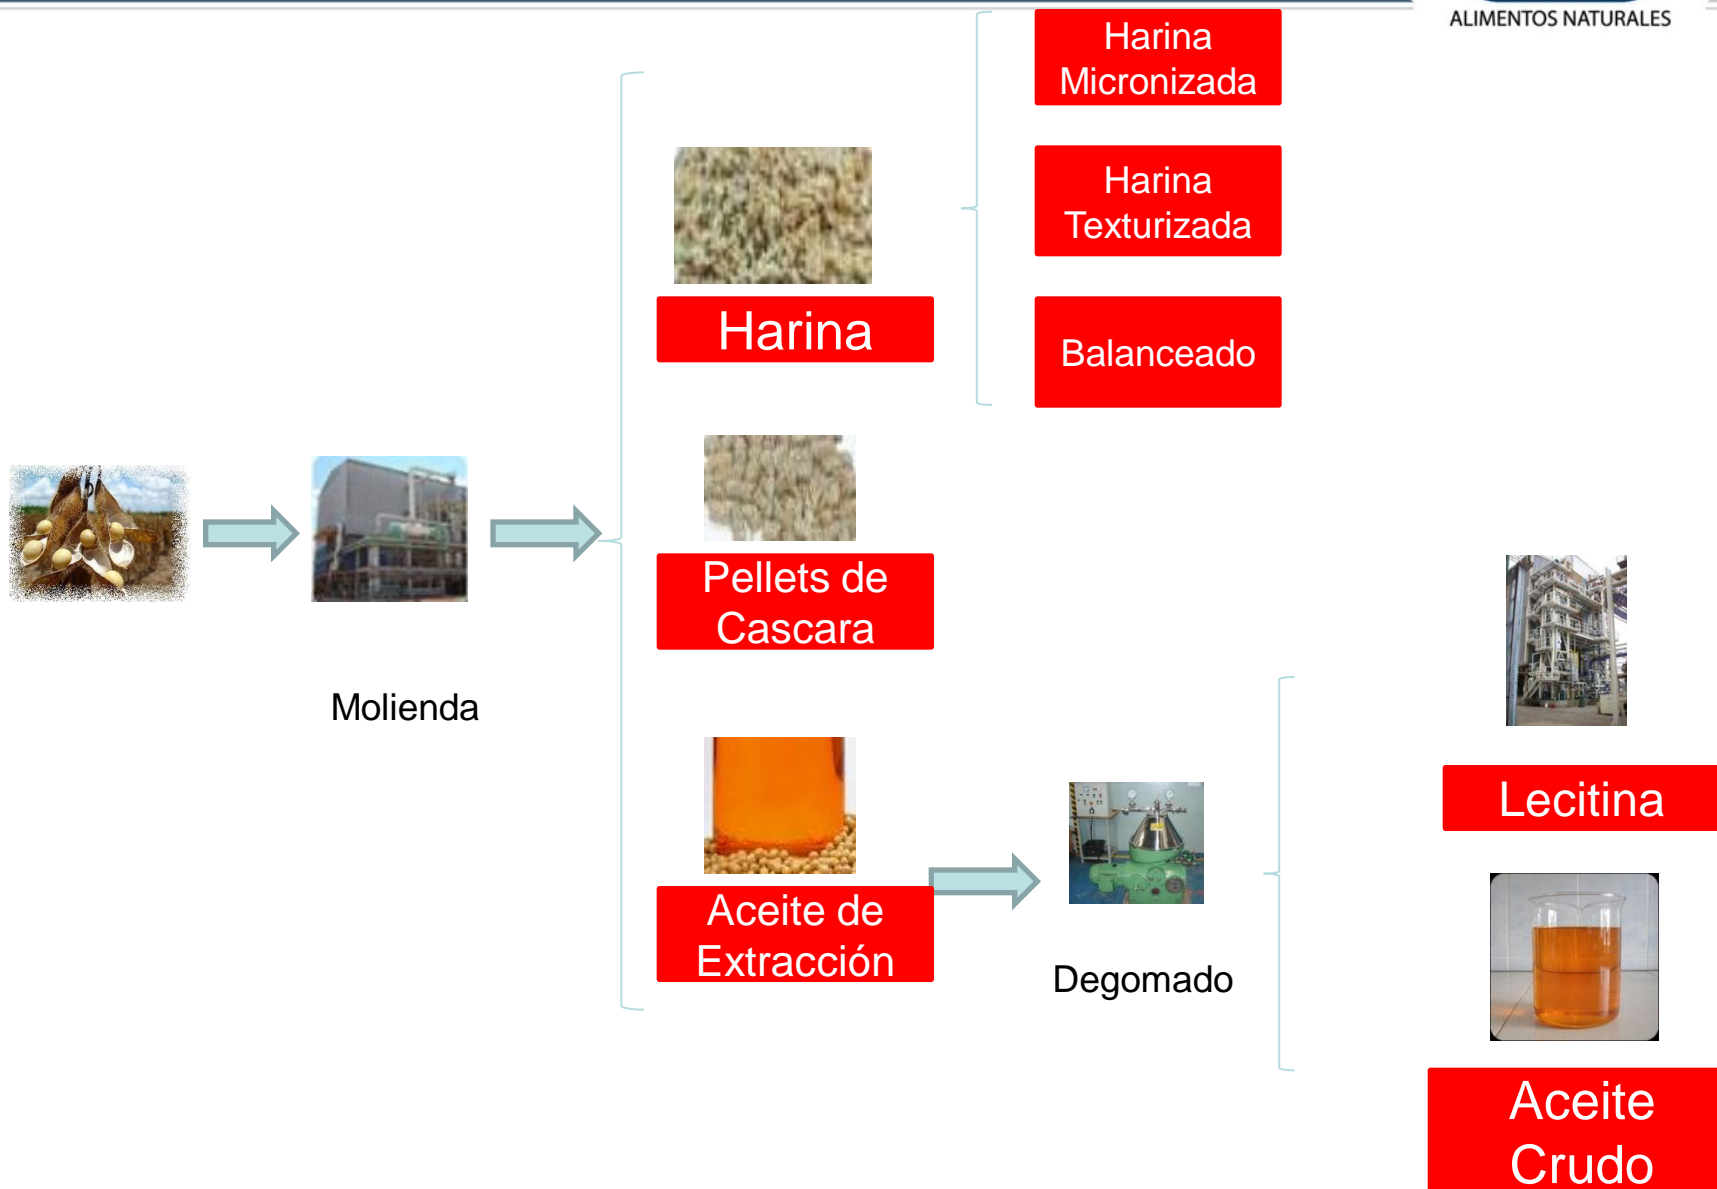 ALIMENTOS NATURALES
Harina
Micronizada
Harina
Texturizada
Harina
Balanceado
Pellets de
Cascara
Molienda
Lecitina
Aceite de
Extracción
Degomado
Aceite
Crudo